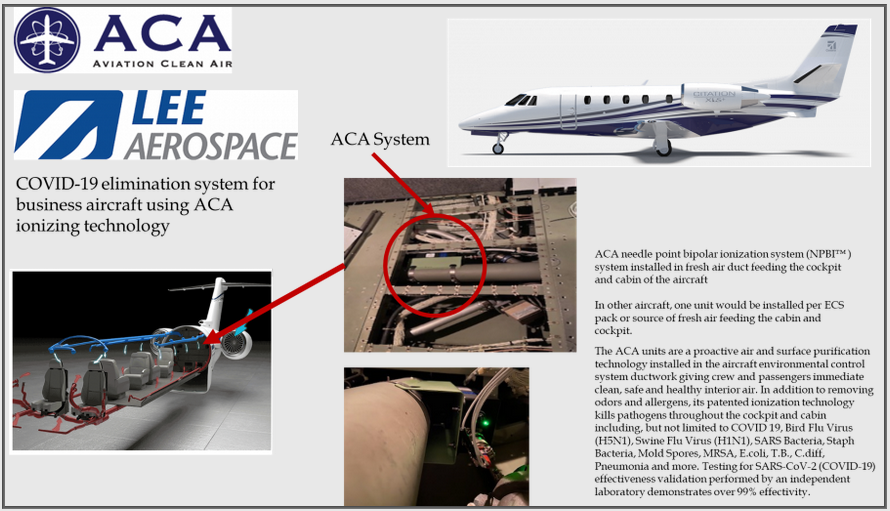 ACA
AVIATION CLEAN AIR
LEE
AEROSPACE
COVID-19 elimination system for
business aircraft using ACA
ionizing technology
ACA System
CITATION
XLS+
ACA needle point bipolar ionization system (NPBI™)
system installed in fresh air duct feeding the cockpit
and cabin of the aircraft
In other aircraft, one unit would be installed per ECS
pack or source of fresh air feeding the cabin and
cockpit.
The ACA units are a proactive air and surface purification
technology installed in the aircraft environmental control
system ductwork giving crew and passengers immediate
clean, safe and healthy interior air. In addition to removing
odors and allergens, its patented ionization technology
kills pathogens throughout the cockpit and cabin
including, but not limited to COVID 19, Bird Flu Virus
(H5N1), Swine Flu Virus (H1N1), SARS Bacteria, Staph
Bacteria, Mold Spores, MRSA, E.coli, T.B., C.diff,
Pneumonia and more. Testing for SARS-CoV-2 (COVID-19)
effectiveness validation performed by an independent
laboratory demonstrates over 99% effectivity.